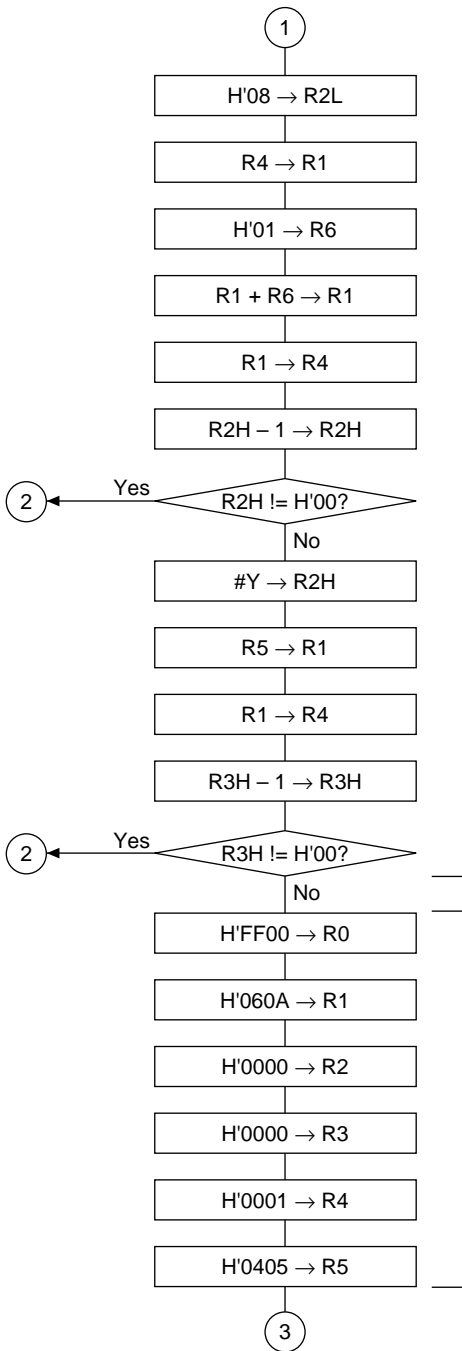 1
H'08 → R2L
R4 → R1
H'01 → R6
R1 + R6 → R1
R1 → R4
R2H – 1 → R2H
2
Yes
R2H != H'00?
No
#Y → R2H
R5 → R1
R1 → R4
R3H – 1 → R3H
2
Yes
R3H != H'00?
No
H'FF00 → R0
H'060A → R1
H'0000 → R2
H'0000 → R3
H'0001 → R4
H'0405 → R5
3